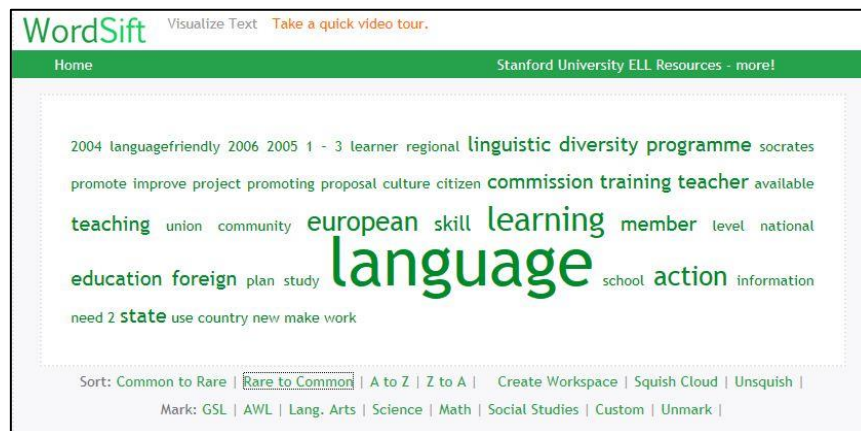 WordSift Visualize Text Take a quick video tour.
Home Stanford University ELL Resources - more!
2004 languagefriendly 2006 2005 1 - 3 learner regional linguistic diversity programme socrates
promote improve project promoting proposal culture citizen commission training teacher available
teaching union community european skill learning member level national
education foreign plan study language school action information
need 2 state use country new make work
Sort: Common to Rare | Rare to Common | A to Z | Z to A | Create Workspace | Squish Cloud | Unsquish |
Mark: GSL | AWL | Lang. Arts | Science | Math | Social Studies | Custom | Unmark |